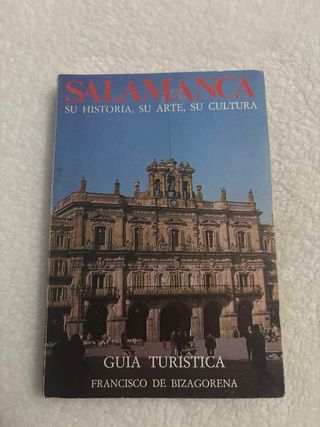 SALAMANCA
SU HISTORIA, SU ARTE, SU CULTURA
GUIA TURISTICA
FRANCISCO DE BIZAGORENA